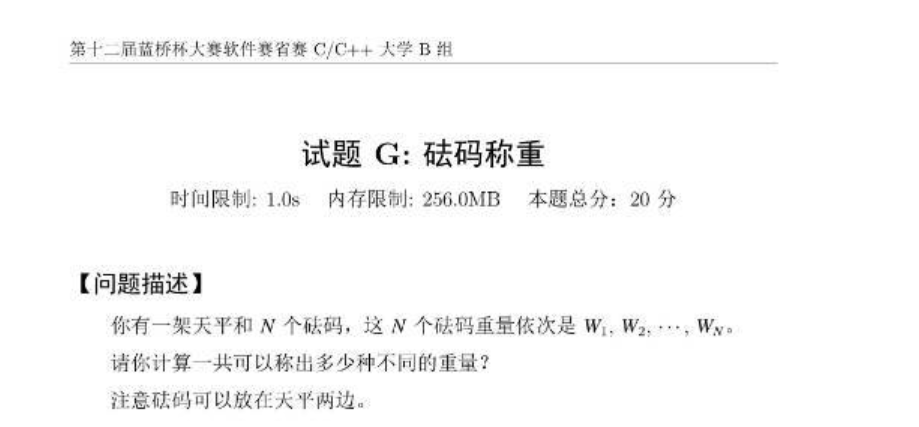 第十二届蓝桥杯大赛软件赛省赛 C/C++ 大学 B 组
试题 G: 砝码称重
时间限制: 1.0s 内存限制: 256.0MB 本题总分: 20 分
【问题描述】
你有一架天平和 N 个砝码，这 N 个砝码重量依次是 W₁, W₂, ⋯, W_N。
请你计算一共可以称出多少种不同的重量？
注意砝码可以放在天平两边。